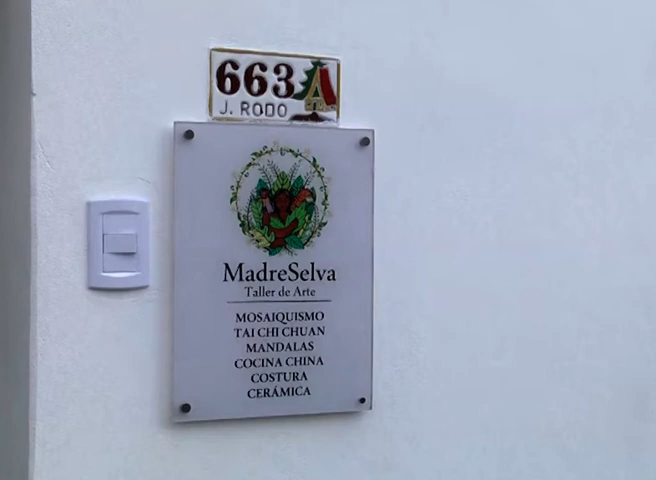 663
J. RODO
MadreSelva
Taller de Arte
MOSAIQUISMO
TAI CHI CHUAN
MANDALAS
COCINA CHINA
COSTURA
CERÁMICA